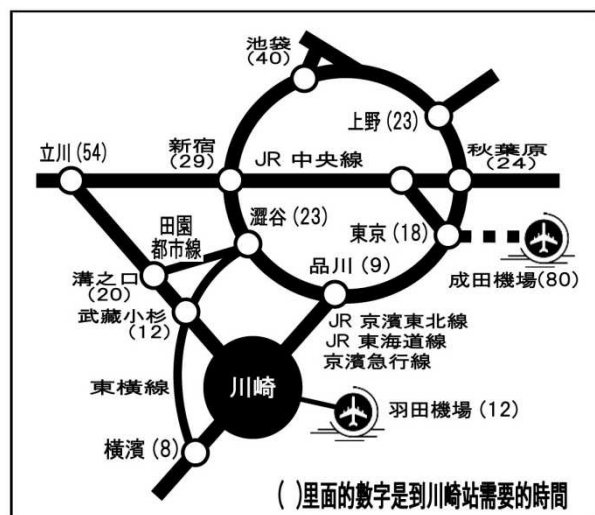 池袋
(40)
上野(23)
立川(54)
新宿
(29)
JR 中央線
秋葉原
(24)
田園
都市線
澀谷(23)
東京(18)
品川(9)
成田機場(80)
溝之口
(20)
武藏小杉
(12)
JR 京濱東北線
JR 東海道線
京濱急行線
川崎
東橫線
羽田機場(12)
橫濱(8)
( )里面的數字是到川崎站需要的時間